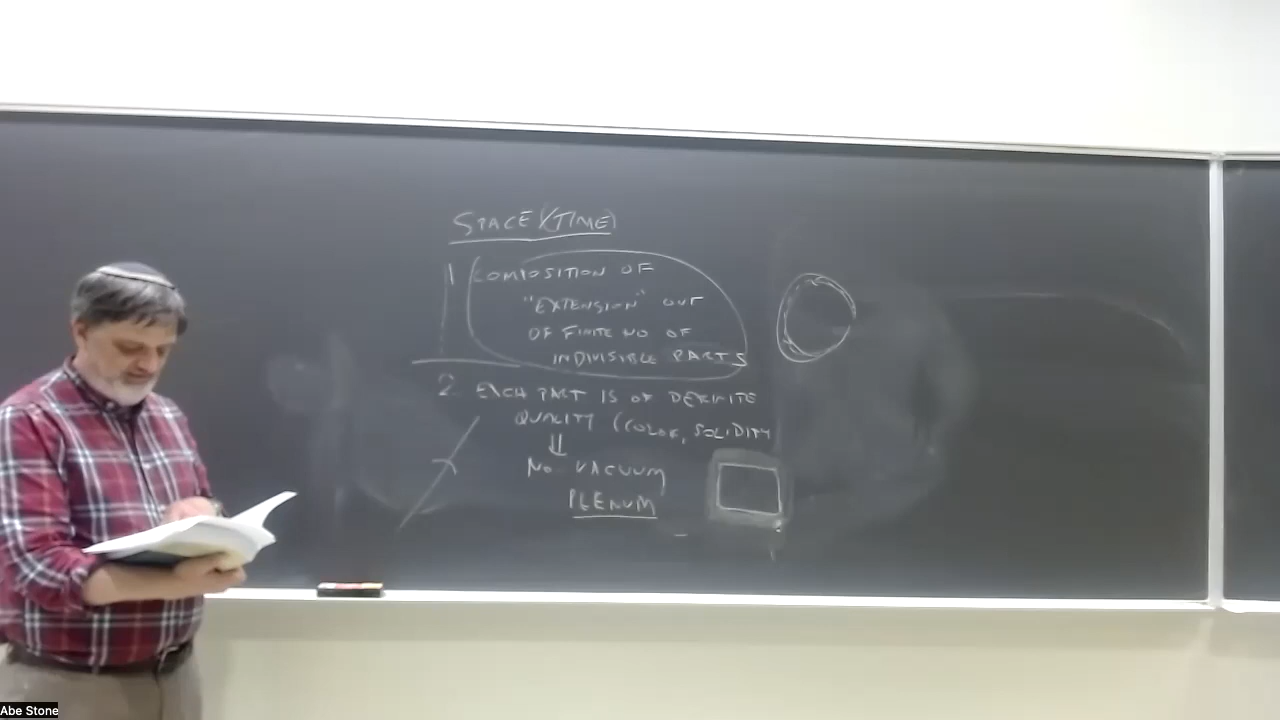 SPACE (TIME)
1. COMPOSITION OF
"EXTENSION" OUT
OF FINITE NO OF
INDIVISIBLE PARTS
2. EACH PART IS OF DEFINITE
QUALITY (COLOR, SOLIDITY
⇓
NO VACUUM
PLENUM
Abe Stone